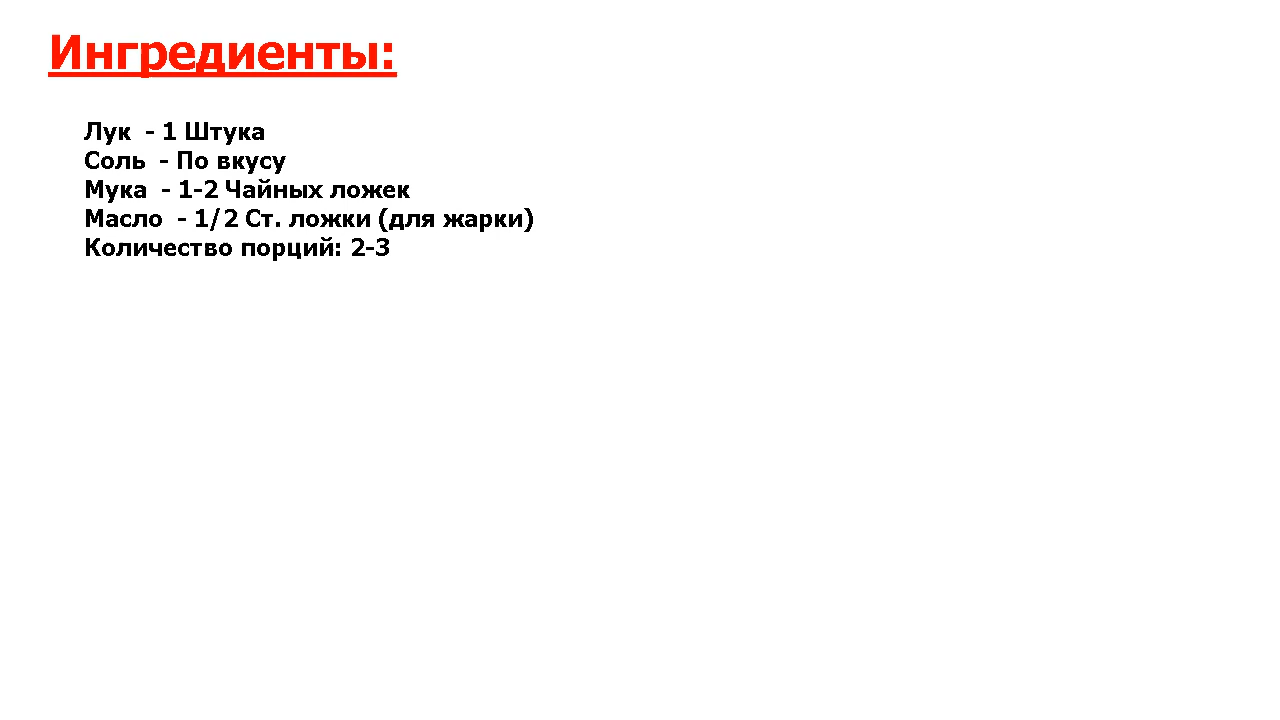 Ингредиенты:
Лук - 1 Штука
Соль - По вкусу
Мука - 1-2 Чайных ложек
Масло - 1/2 Ст. ложки (для жарки)
Количество порций: 2-3